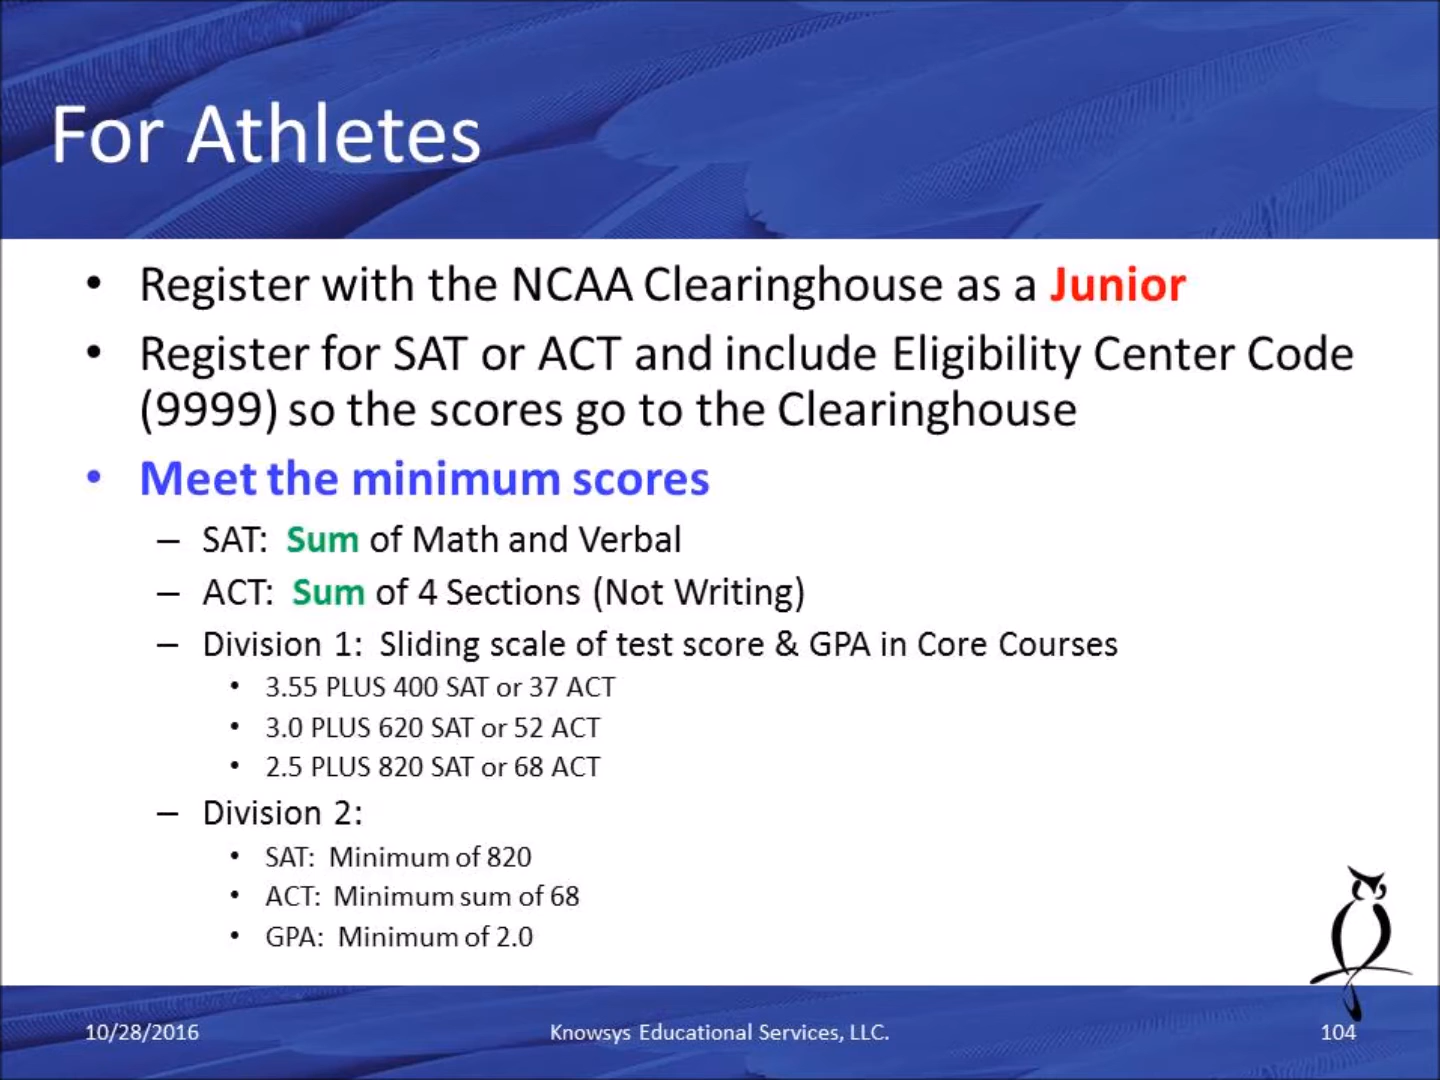 For Athletes
• Register with the NCAA Clearinghouse as a Junior
• Register for SAT or ACT and include Eligibility Center Code
(9999) so the scores go to the Clearinghouse
• Meet the minimum scores
– SAT: Sum of Math and Verbal
– ACT: Sum of 4 Sections (Not Writing)
– Division 1: Sliding scale of test score & GPA in Core Courses
• 3.55 PLUS 400 SAT or 37 ACT
• 3.0 PLUS 620 SAT or 52 ACT
• 2.5 PLUS 820 SAT or 68 ACT
– Division 2:
• SAT: Minimum of 820
• ACT: Minimum sum of 68
• GPA: Minimum of 2.0
10/28/2016
Knowsys Educational Services, LLC.
104